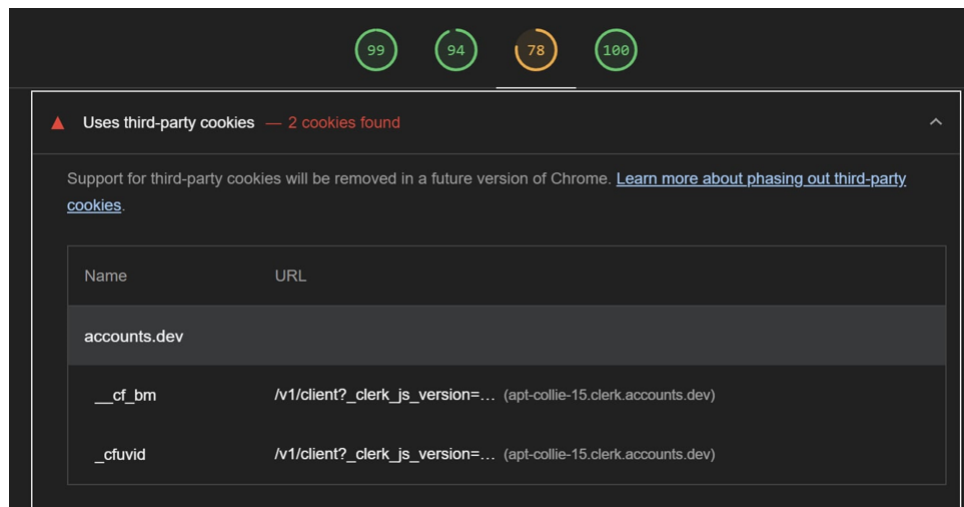 99 94 78 100
Uses third-party cookies — 2 cookies found
Support for third-party cookies will be removed in a future version of Chrome. Learn more about phasing out third-party
cookies.
Name URL
accounts.dev
__cf_bm /v1/client?_clerk_js_version=... (apt-collie-15.clerk.accounts.dev)
_cfuvid /v1/client?_clerk_js_version=... (apt-collie-15.clerk.accounts.dev)